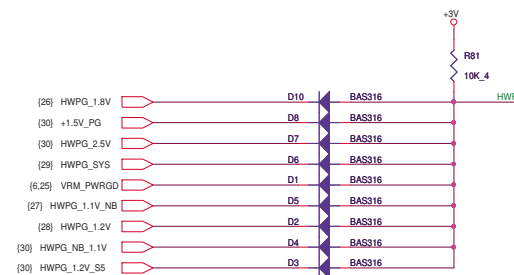 +3V
R81
10K_4
{26} HWPG_1.8V D10 BAS316 HWP
{30} +1.5V_PG D8 BAS316
{30} HWPG_2.5V D7 BAS316
{29} HWPG_SYS D6 BAS316
{6,25} VRM_PWRGD D1 BAS316
{27} HWPG_1.1V_NB D5 BAS316
{28} HWPG_1.2V D2 BAS316
{30} HWPG_NB_1.1V D4 BAS316
{30} HWPG_1.2V_S5 D3 BAS316